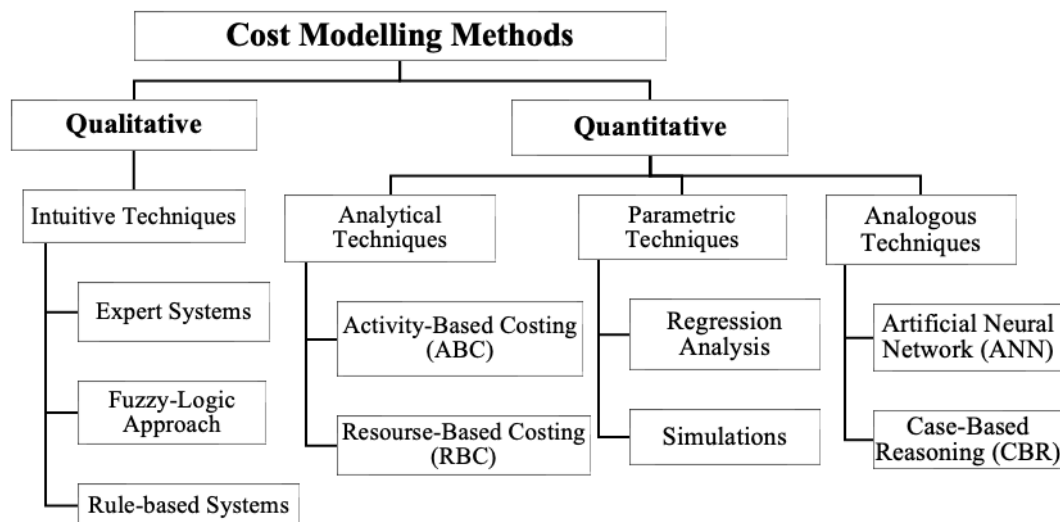 Cost Modelling Methods
Qualitative
Quantitative
Intuitive Techniques
Analytical
Techniques
Parametric
Techniques
Analogous
Techniques
Expert Systems
Fuzzy-Logic
Approach
Rule-based Systems
Activity-Based Costing
(ABC)
Resourse-Based Costing
(RBC)
Regression
Analysis
Simulations
Artificial Neural
Network (ANN)
Case-Based
Reasoning (CBR)